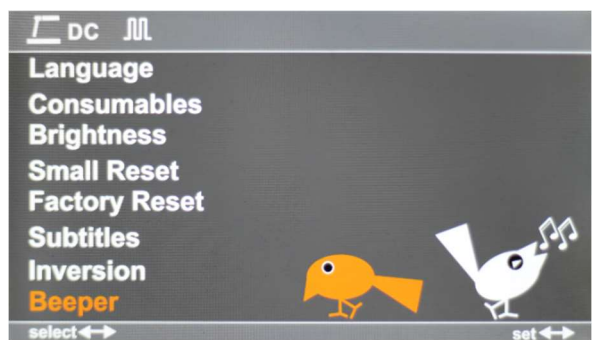 DC
Language
Consumables
Brightness
Small Reset
Factory Reset
Subtitles
Inversion
Beeper
select
set